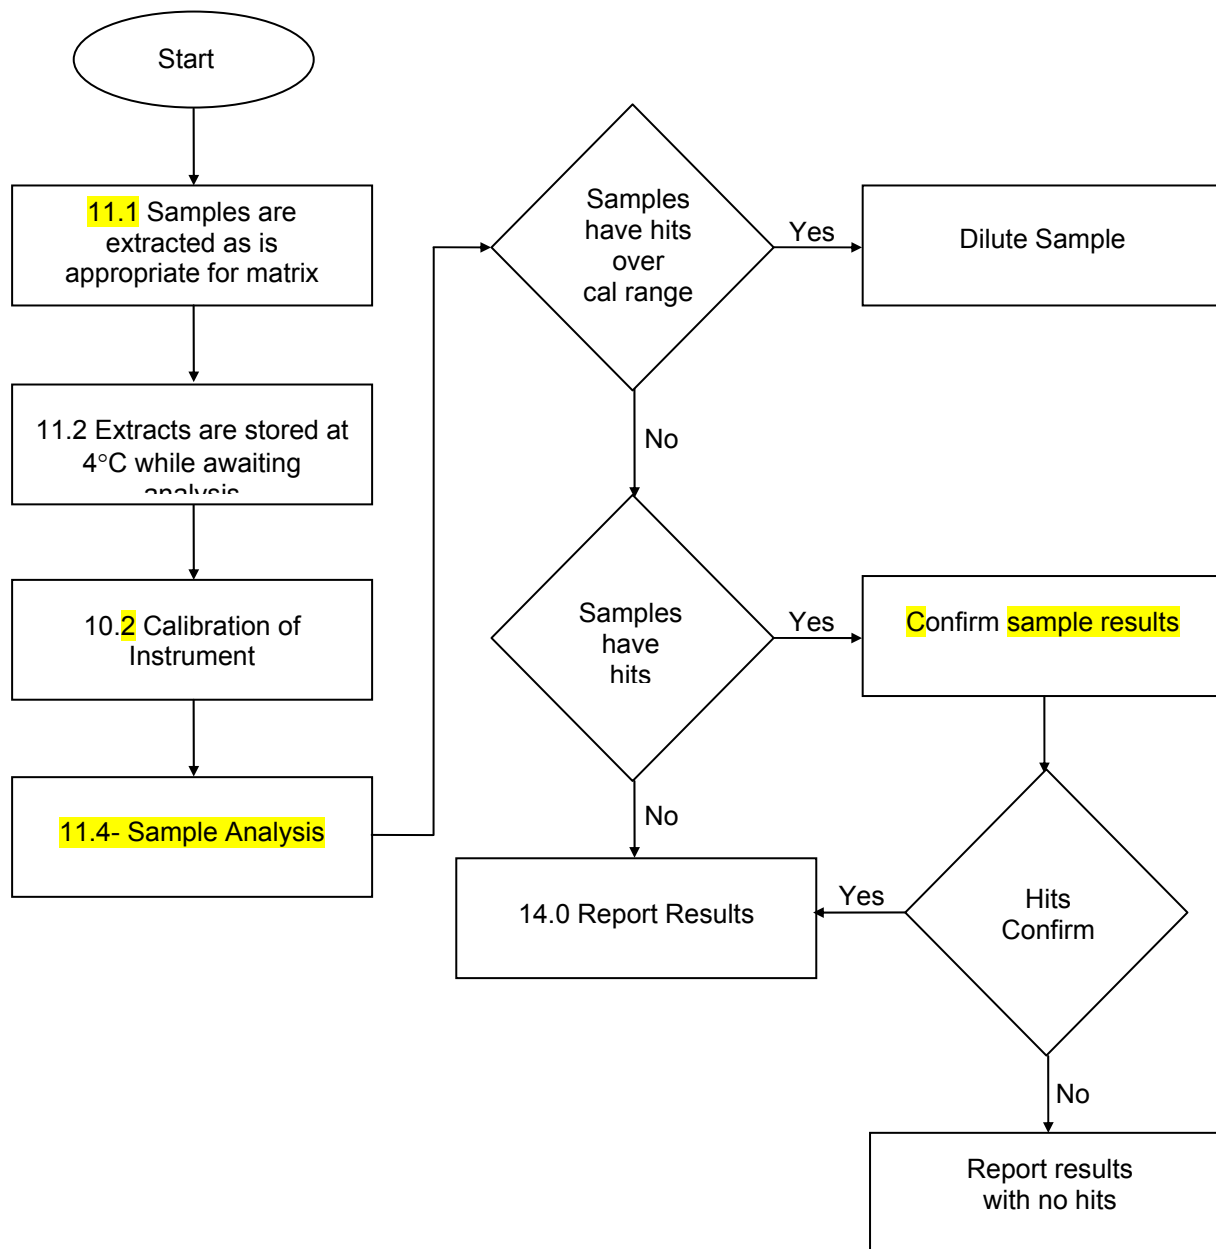 Start
11.1 Samples are
extracted as is
appropriate for matrix
11.2 Extracts are stored at
4°C while awaiting
analysis
10.2 Calibration of
Instrument
11.4- Sample Analysis
Samples
have hits
over
cal range
Yes
Dilute Sample
No
Samples
have
hits
Yes
Confirm sample results
No
14.0 Report Results
Yes
Hits
Confirm
No
Report results
with no hits